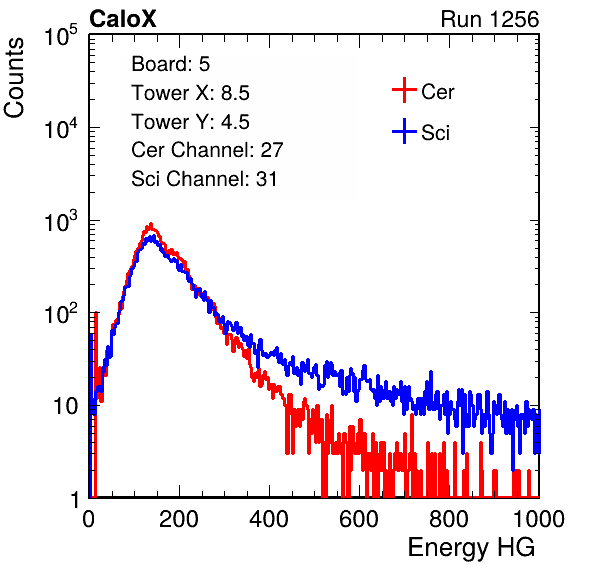 CaloX Run 1256
Counts
Board: 5
Tower X: 8.5
Tower Y: 4.5
Cer Channel: 27
Sci Channel: 31
Cer
Sci
10^5
10^4
10^3
10^2
10
1
0 200 400 600 800 1000
Energy HG